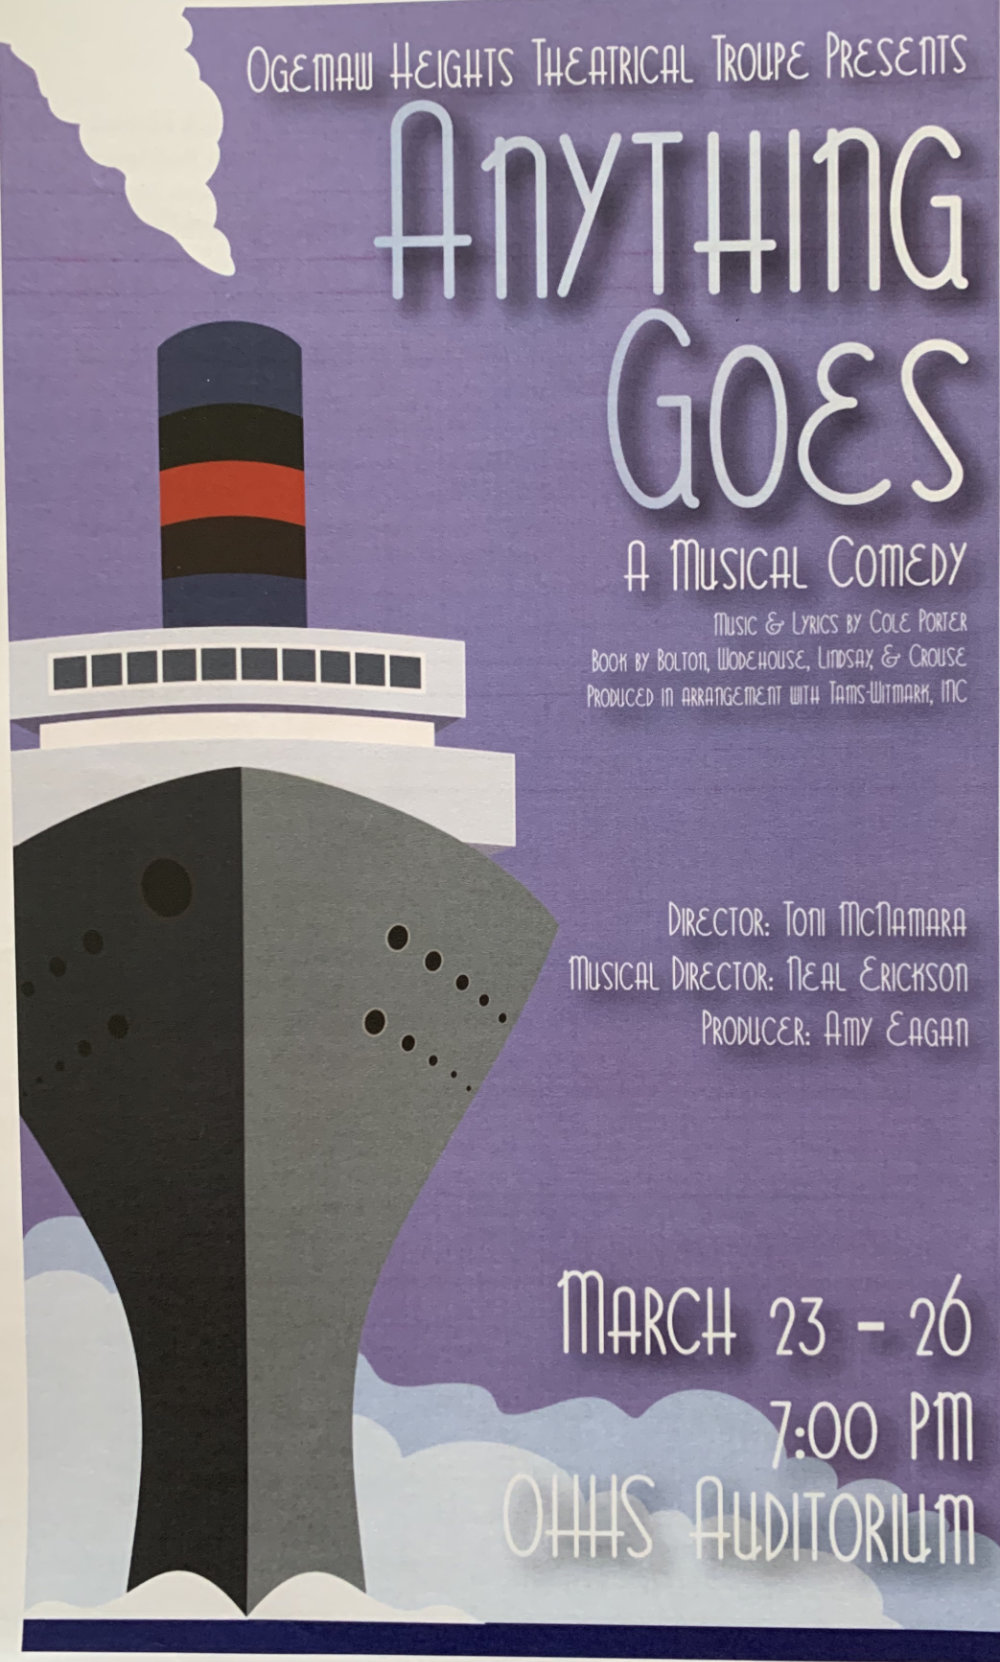 Ogemaw Heights Theatrical Troupe Presents
Anything
Goes
A Musical Comedy
Music & Lyrics by Cole Porter
Book by Bolton, Wodehouse, Lindsay, & Crouse
Produced in arrangement with Tams-Witmark, INC
Director: Toni McNamara
Musical Director: Neal Erickson
Producer: Amy Eagan
March 23 - 26
7:00 PM
OHHS Auditorium